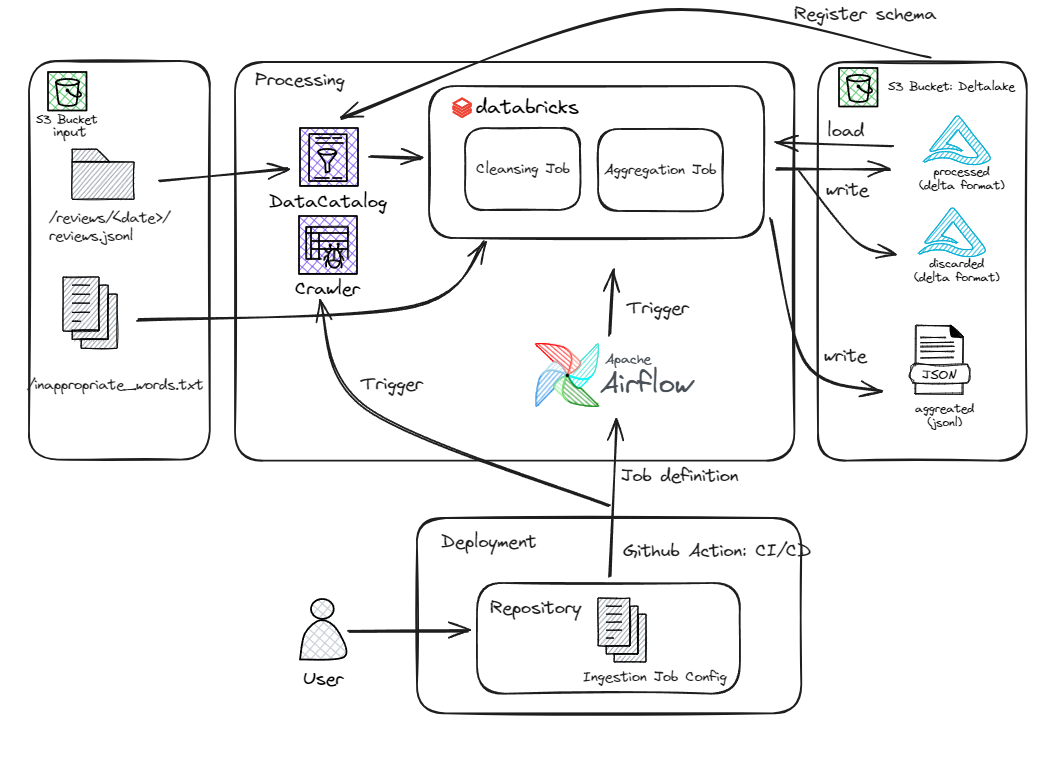 Register schema
S3 Bucket
input
/reviews/<date>/
reviews.jsonl
/inappropriate_words.txt
Processing
DataCatalog
Crawler
databricks
Cleansing Job
Aggregation Job
Trigger
Apache
Airflow
Trigger
S3 Bucket: Deltalake
load
processed
(delta format)
write
discarded
(delta format)
write
JSON
aggreated
(jsonl)
Job definition
Deployment
Github Action: CI/CD
Repository
Ingestion Job Config
User